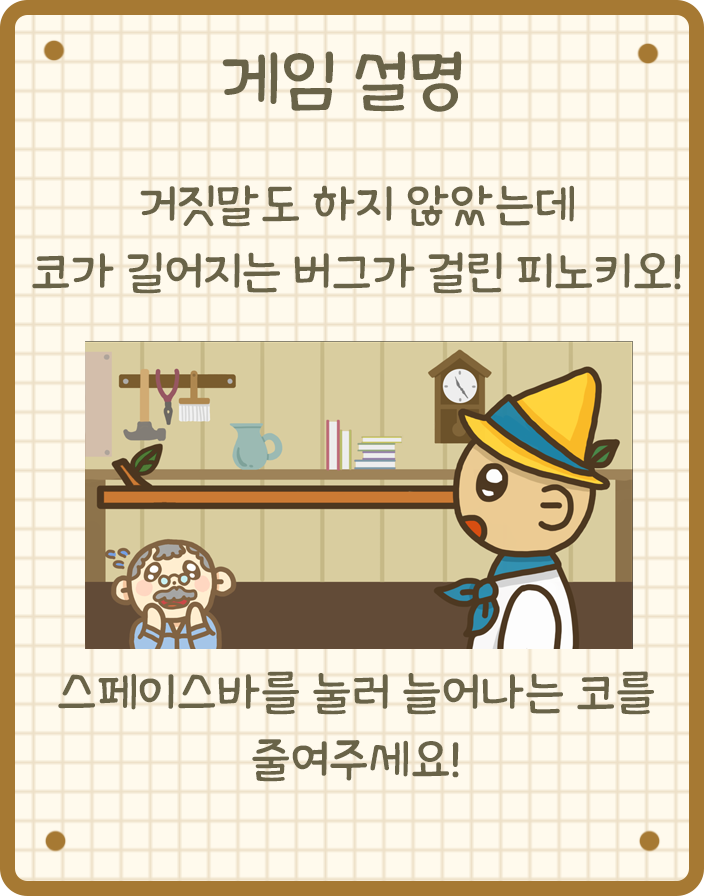 게임 설명
거짓말도 하지 않았는데
코가 길어지는 버그가 걸린 피노키오!
스페이스바를 눌러 늘어나는 코를
줄여주세요!